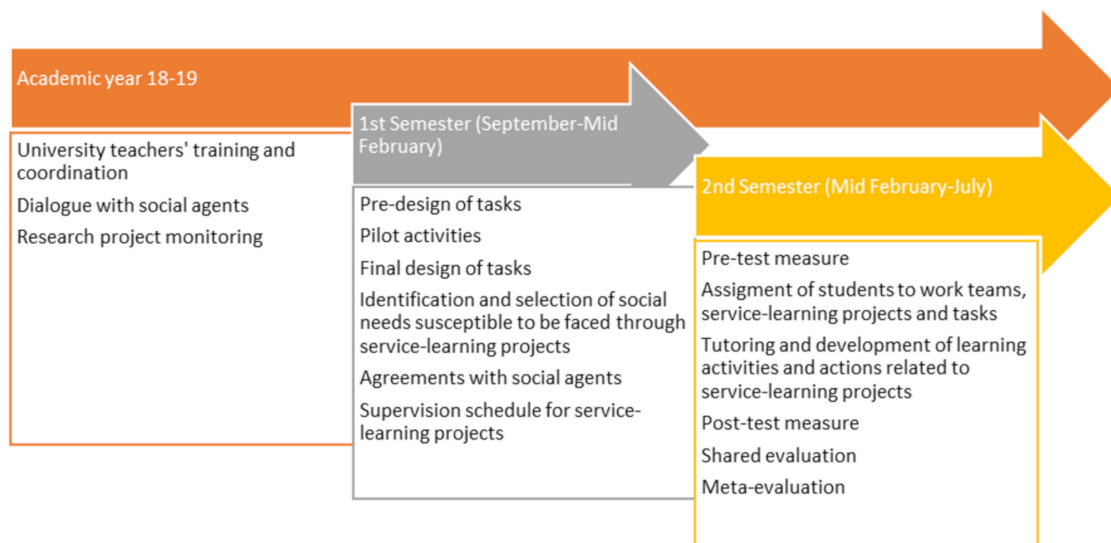 Academic year 18-19
University teachers' training and
coordination
Dialogue with social agents
Research project monitoring
1st Semester (September-Mid
February)
Pre-design of tasks
Pilot activities
Final design of tasks
Identification and selection of social
needs susceptible to be faced through
service-learning projects
Agreements with social agents
Supervision schedule for service-
learning projects
2nd Semester (Mid February-July)
Pre-test measure
Assigment of students to work teams,
service-learning projects and tasks
Tutoring and development of learning
activities and actions related to
service-learning projects
Post-test measure
Shared evaluation
Meta-evaluation